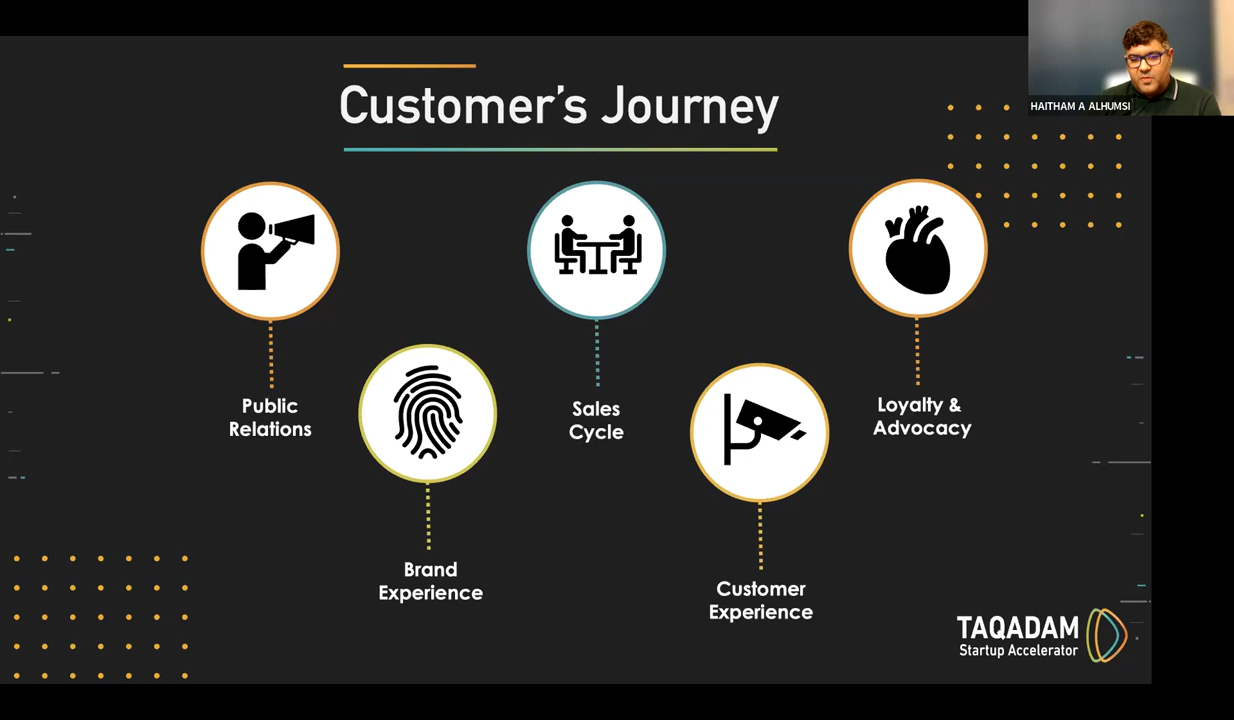 Customer's Journey
HAITHAM A ALHUMSI
Public
Relations
Brand
Experience
Sales
Cycle
Customer
Experience
Loyalty &
Advocacy
TAQADAM
Startup Accelerator